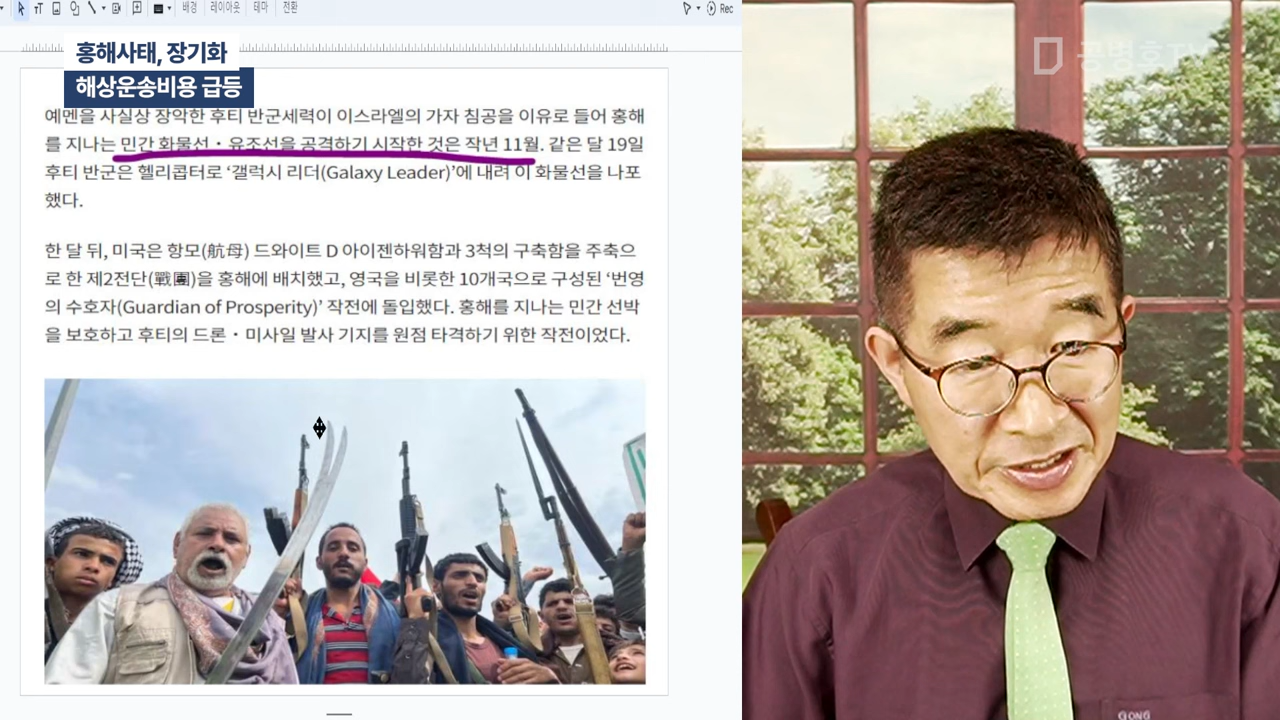 배경 레이아웃 테마 전환
Rec
홍해사태, 장기화
해상운송비용 급등
공병호TV
예멘을 사실상 장악한 후티 반군세력이 이스라엘의 가자 침공을 이유로 들어 홍해
를 지나는 민간 화물선・유조선을 공격하기 시작한 것은 작년 11월. 같은 달 19일
후티 반군은 헬리콥터로 ‘갤럭시 리더(Galaxy Leader)’에 내려 이 화물선을 나포
했다.
한 달 뒤, 미국은 항모(航母) 드와이트 D 아이젠하워함과 3척의 구축함을 주축으
로 한 제2전단(戰團)을 홍해에 배치했고, 영국을 비롯한 10개국으로 구성된 ‘번영
의 수호자(Guardian of Prosperity)’ 작전에 돌입했다. 홍해를 지나는 민간 선박
을 보호하고 후티의 드론・미사일 발사 기지를 원점 타격하기 위한 작전이었다.
GONG